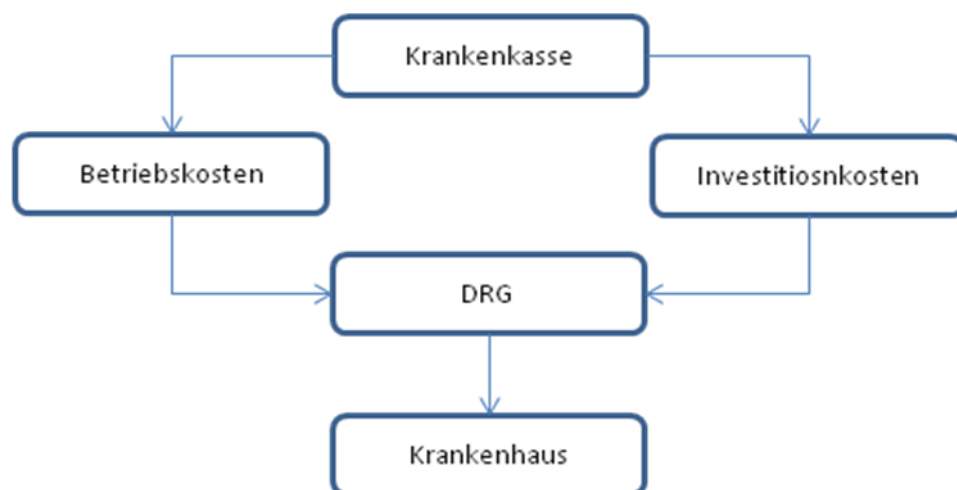 Krankenkasse
Betriebskosten
Investitiosnkosten
DRG
Krankenhaus